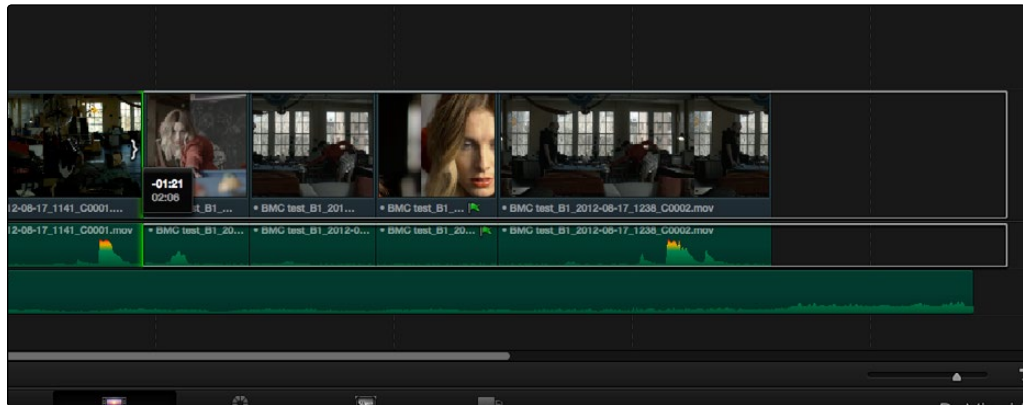 -01:21
02:06
12-08-17_1141_C0001....
st_B1_...
• BMC test_B1_201...
• BMC test_B1_...
• BMC test_B1_2012-08-17_1238_C0002.mov
12-08-17_1141_C0001.mov
• BMC test_B1_20...
• BMC test_B1_2012-0...
• BMC test_B1_20...
• BMC test_B1_2012-08-17_1238_C0002.mov